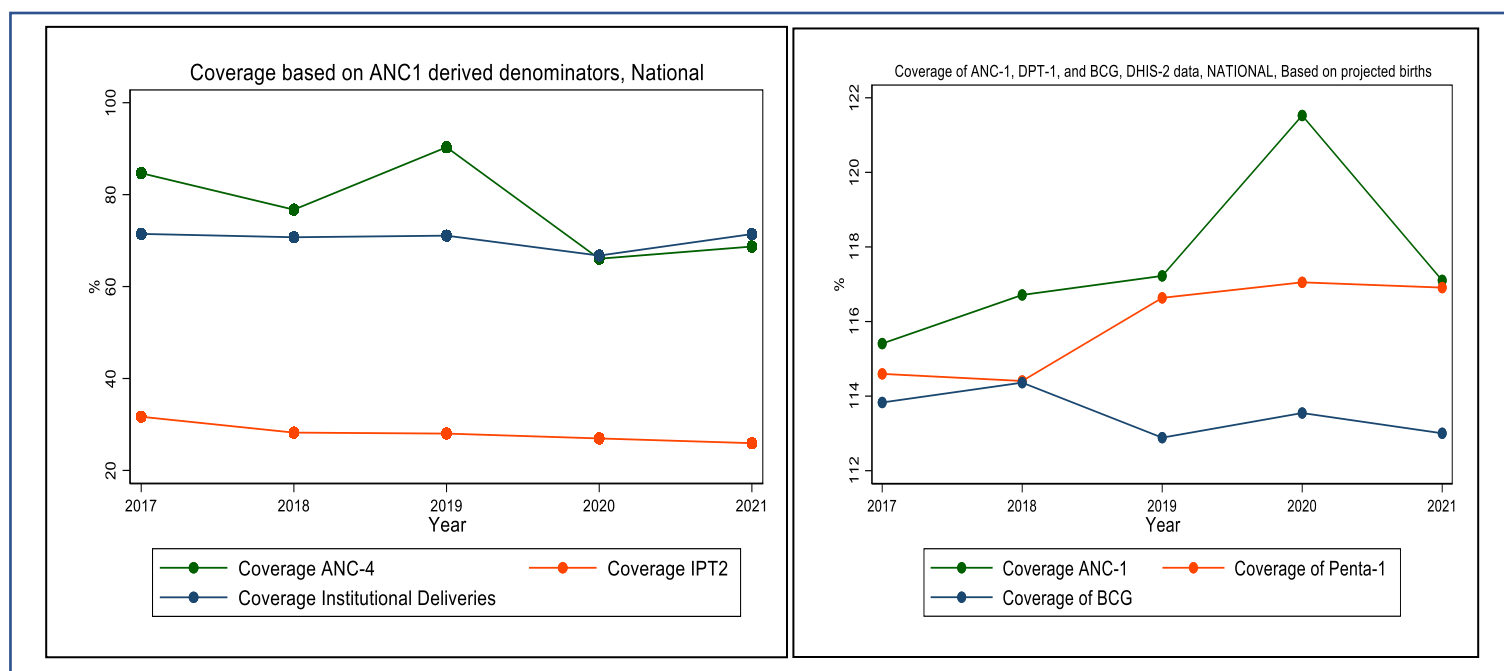 Coverage based on ANC1 derived denominators, National
100
80
60
40
20
%
2017 2018 2019 2020 2021
Year
Coverage ANC-4 Coverage IPT2
Coverage Institutional Deliveries
Coverage of ANC-1, DPT-1, and BCG, DHIS-2 data, NATIONAL, Based on projected births
122
120
118
116
114
112
%
2017 2018 2019 2020 2021
Year
Coverage ANC-1 Coverage of Penta-1
Coverage of BCG